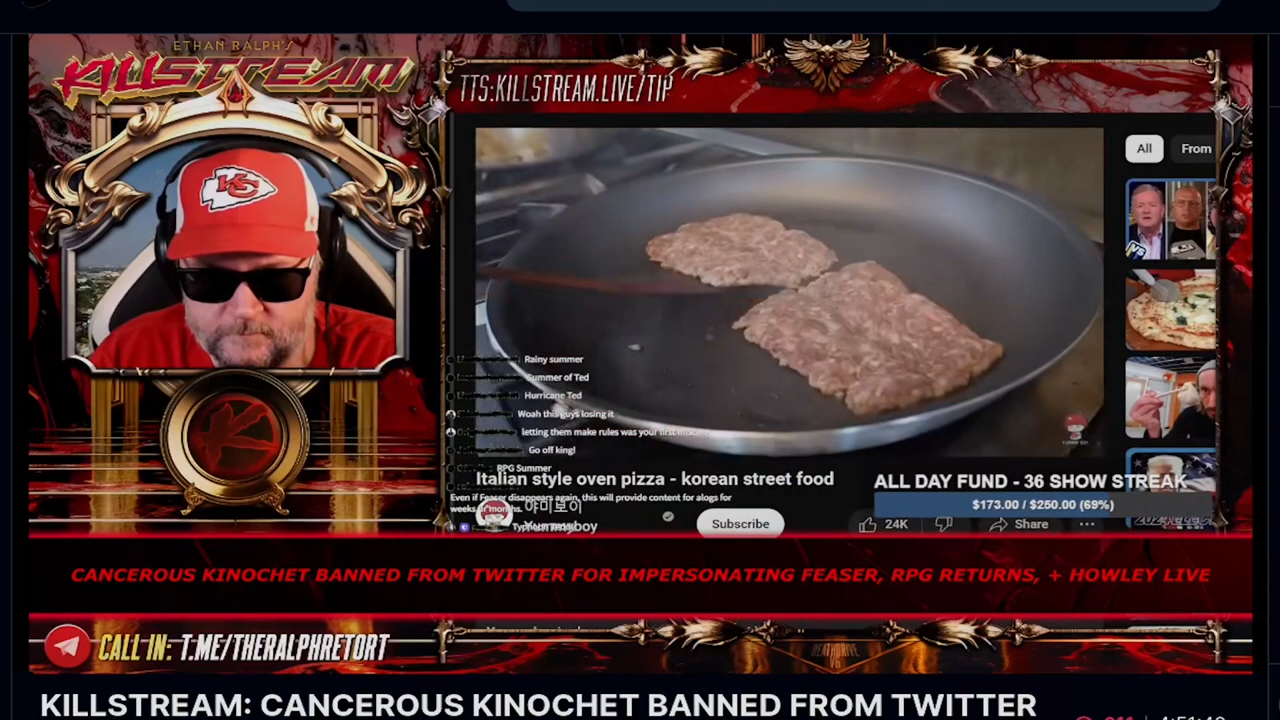 ETHAN RALPH'S
KILLSTREAM
TTS:KILLSTREAM.LIVE/TIP
KC
All
From
Rainy summer
Summer of Ted
Hurricane Ted
Woah this guys losing it
letting them make rules was your first
Go off king!
RPG Summer
Italian style oven pizza - korean street food
Even if Feaser disappears again, this will provide content for alogs for
weeks or months.
야미보이
Yummyboy
Subscribe
24K
Share
ALL DAY FUND - 36 SHOW STREAK
$173.00 / $250.00 (69%)
CANCEROUS KINOCHET BANNED FROM TWITTER FOR IMPERSONATING FEASER, RPG RETURNS, + HOWLEY LIVE
CALL IN: T.ME/THERALPHRETORT
KILLSTREAM: CANCEROUS KINOCHET BANNED FROM TWITTER